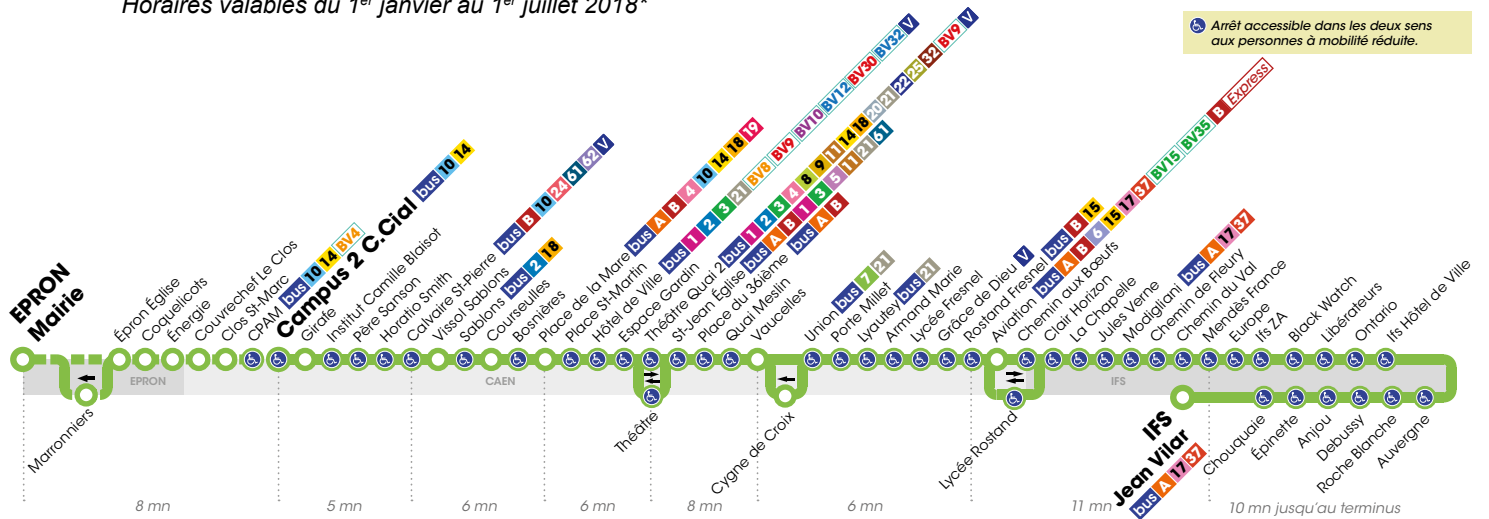 Horaires valables du 1er janvier au 1er juillet 2018*
Arrêt accessible dans les deux sens
aux personnes à mobilité réduite.
EPRON
Mairie
Marronniers
Épron Église
Coquelicots
Énergie
Couvrechef Le Clos
Clos St-Marc
CPAM bus 10 14 BV4
Campus 2 C.Cial bus 10 14
Girafe
Institut Camille Blaisot
Père Sanson
Horatio Smith
Calvaire St-Pierre bus B 10 24 61 62 V
Vissol Sablons
Sablons bus 2 18
Courseulles
Bosnières
Place de la Mare bus A B 4 10 14 18 19
Place St-Martin
Hôtel de Ville bus 1 2 3 21 BV8 BV9 BV10 BV12 BV30 BV32 V
Espace Gardin
Théâtre Quai 2 bus 1 2 3 4 8 9 11 14 18 20 21 22 25 32 BV9 V
Théâtre
St-Jean Eglise bus A B 1 3 5 11 21 61
Place du 36ième bus A B
Quai Meslin
Vaucelles
Cygne de Croix
Union bus 7 21
Porte Millet
Lyautey bus 21
Armand Marie
Lycée Fresnel
Grâce de Dieu V
Rostand Fresnel bus B 15
Aviation bus A B 6 15 17 37 BV15 BV35 B Express
Lycée Rostand
Chemin aux Bœufs
Clair Horizon
La Chapelle
Jules Verne
Modigliani bus A 17 37
Chemin de Fleury
Chemin du Val
Mendès France
Europe
Ifs ZA
Black Watch
Libérateurs
Ontario
Ifs Hôtel de Ville
EPRON
CAEN
IFS
IFS
Jean Vilar
bus A 17 37
Chouquaie
Épinette
Anjou
Debussy
Roche Blanche
Auvergne
8 mn
5 mn
6 mn
6 mn
8 mn
6 mn
11 mn
10 mn jusqu'au terminus